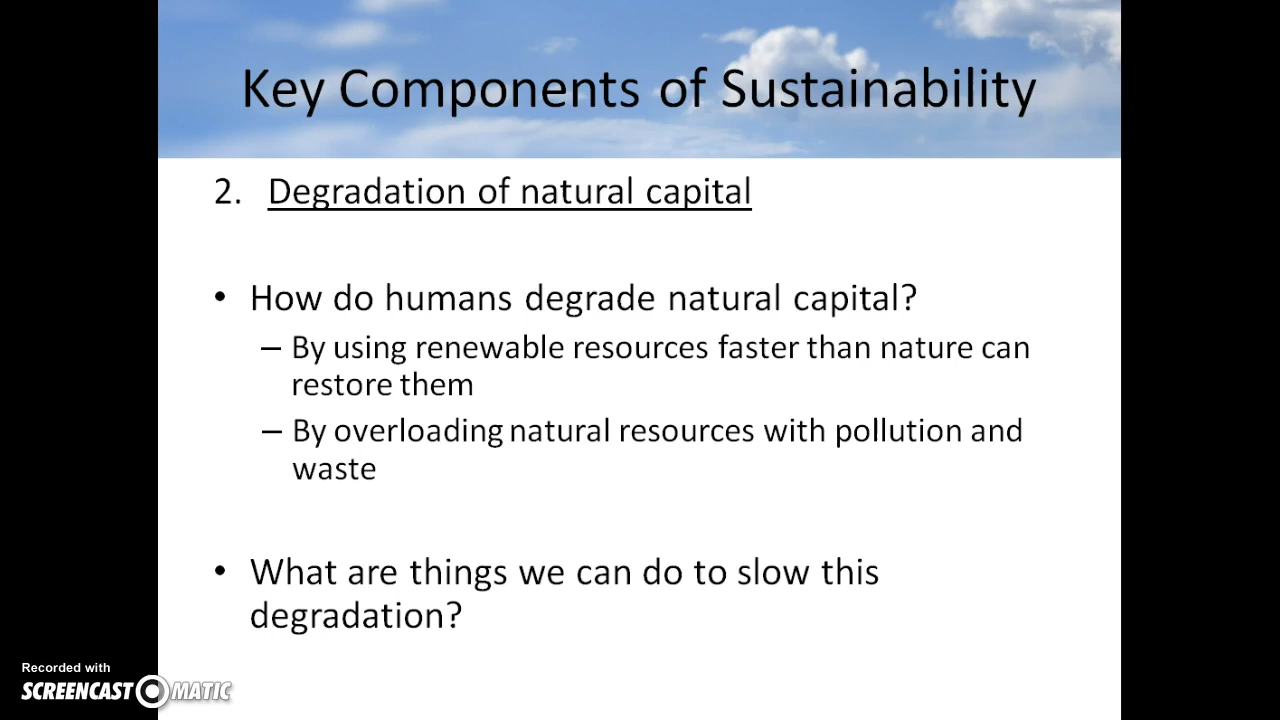 Key Components of Sustainability
2. Degradation of natural capital
• How do humans degrade natural capital?
– By using renewable resources faster than nature can
restore them
– By overloading natural resources with pollution and
waste
• What are things we can do to slow this
degradation?
Recorded with
SCREENCAST O MATIC